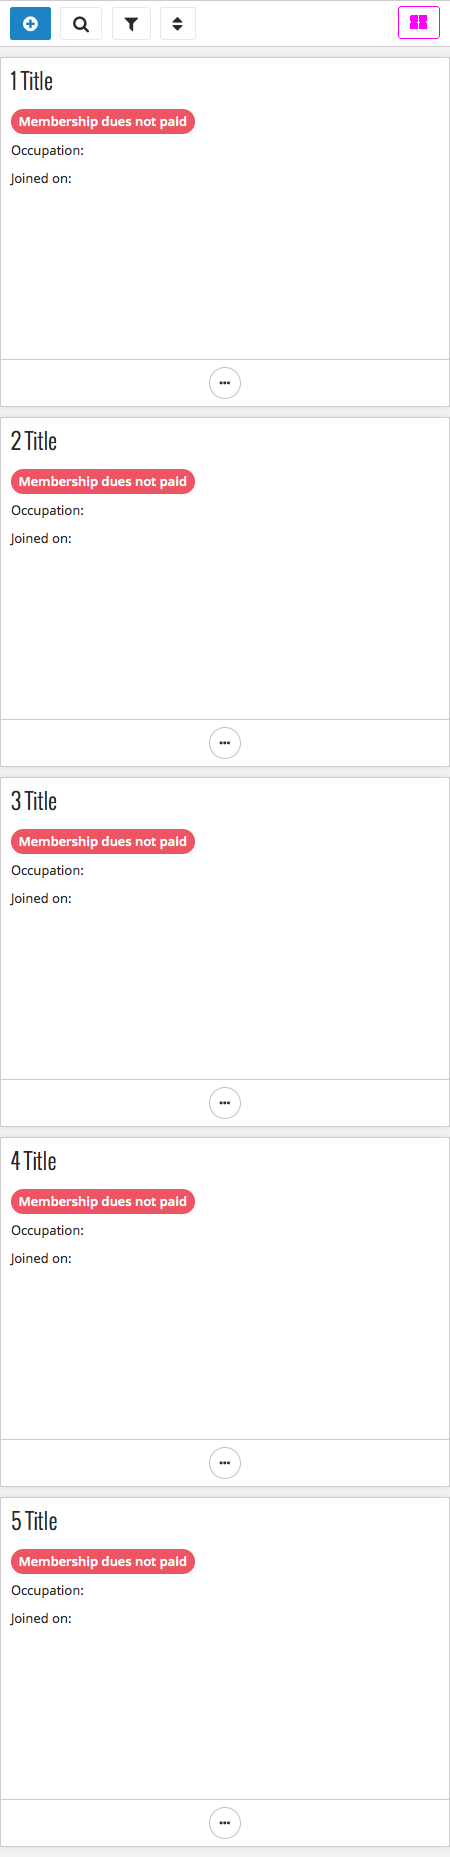 1 Title
Membership dues not paid
Occupation:
Joined on:
2 Title
Membership dues not paid
Occupation:
Joined on:
3 Title
Membership dues not paid
Occupation:
Joined on:
4 Title
Membership dues not paid
Occupation:
Joined on:
5 Title
Membership dues not paid
Occupation:
Joined on: